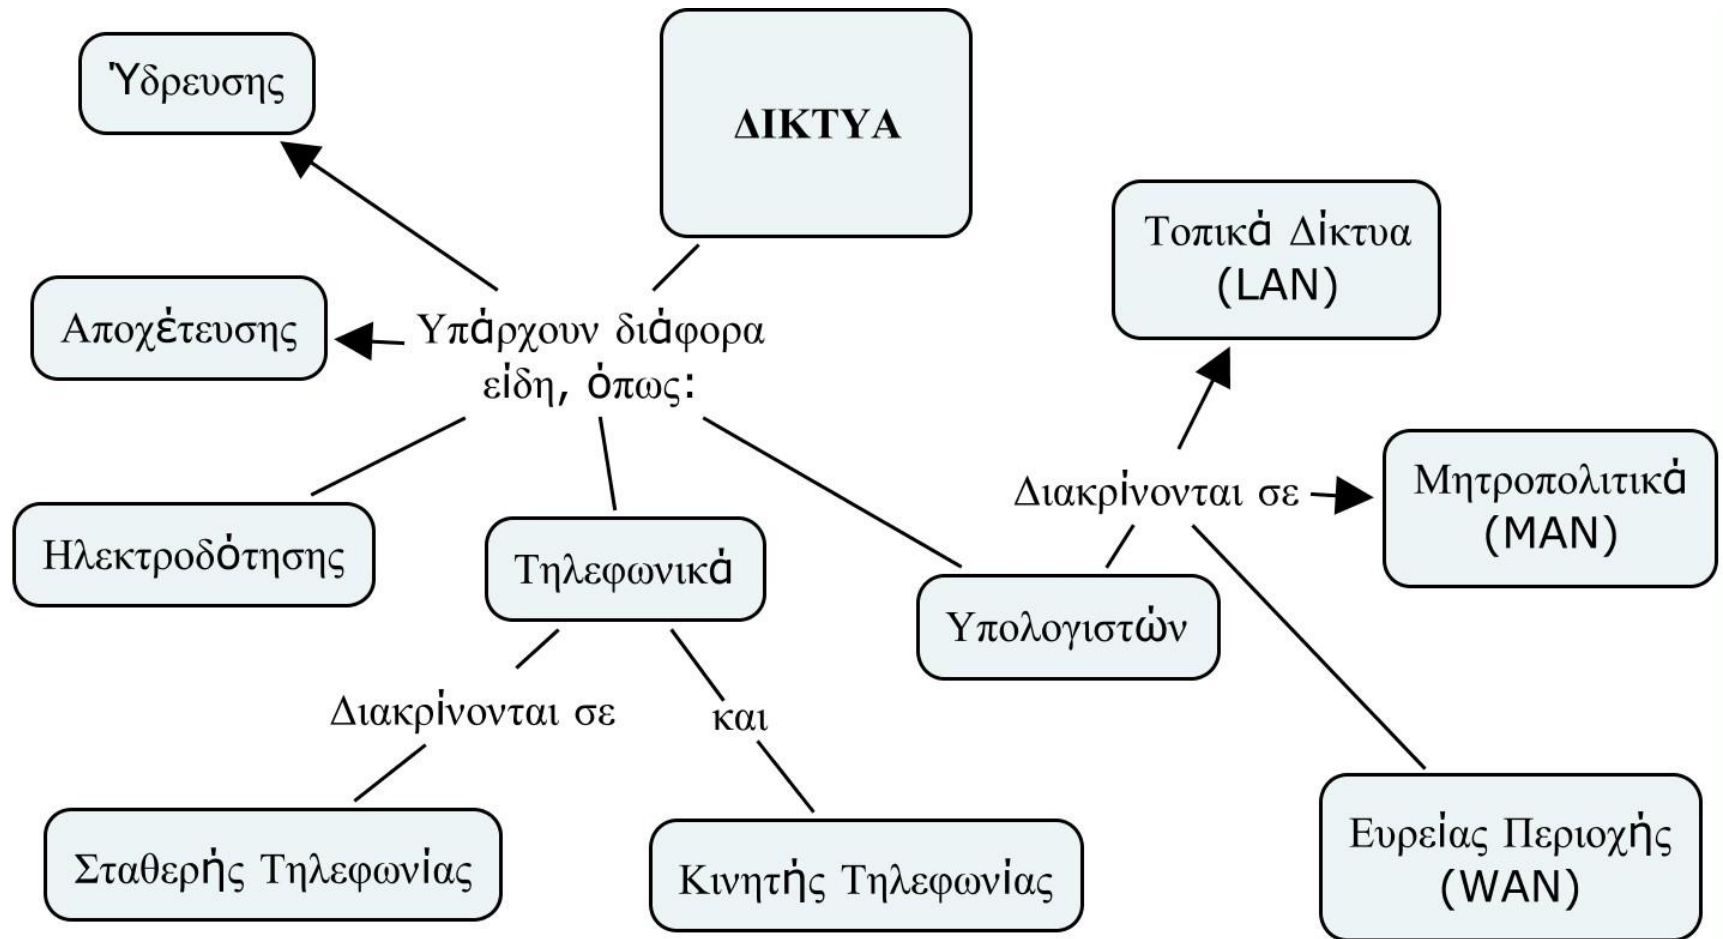 ΔΙΚΤΥΑ
Ύδρευσης
Υπάρχουν διάφορα
είδη, όπως:
Αποχέτευσης
Ηλεκτροδότησης
Τηλεφωνικά
Διακρίνονται σε
Σταθερής Τηλεφωνίας
και
Κινητής Τηλεφωνίας
Υπολογιστών
Διακρίνονται σε
Τοπικά Δίκτυα
(LAN)
Μητροπολιτικά
(MAN)
Ευρείας Περιοχής
(WAN)